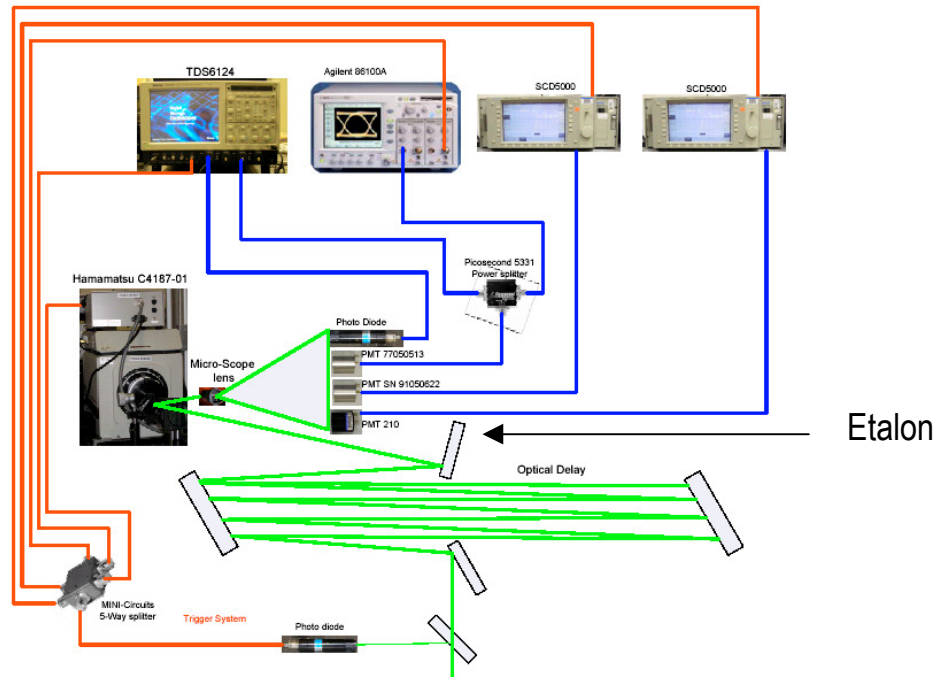 TDS6124
Agilent 86100A
SCD5000
SCD5000
Hamamatsu C4187-01
Picosecond 5331
Power splitter
Photo Diode
Micro-Scope
lens
PMT 77050513
PMT SN 91050622
PMT 210
Etalon
Optical Delay
MINI-Circuits
5-Way splitter
Trigger System
Photo diode